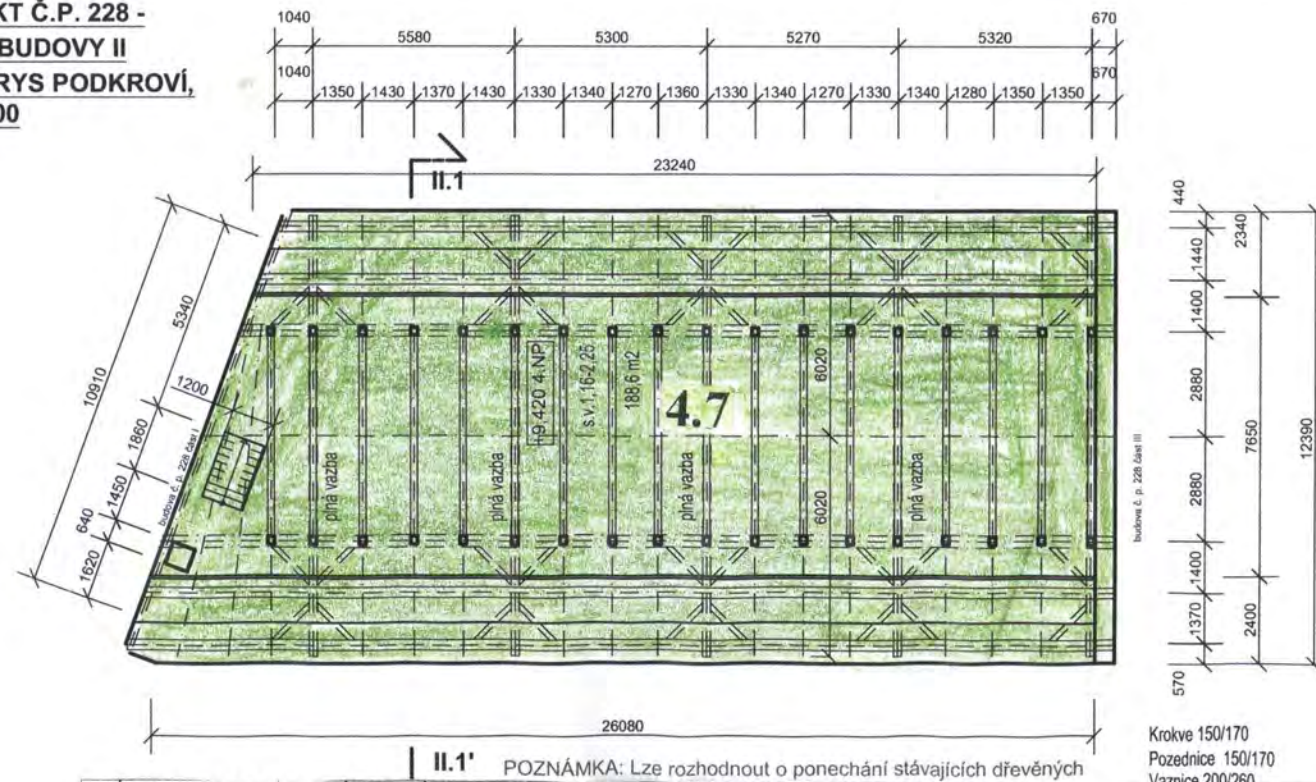 KT Č.P. 228 -
BUDOVY II
RYS PODKROVÍ,
00
1040 670
5580 5300 5270 5320
1040 670
1350 1430 1370 1430 1330 1340 1270 1360 1330 1340 1270 1330 1340 1280 1350 1350
II.1
23240
440
1440
1400
2880
2880
1400
1370
570
2340
7650
2400
12390
10910
5340
1860
1450
640
1620
1200
budova č. p. 228 část I
plná vazba
plná vazba
+9.420 4.NP
s.v.1,16-2,25
188,6 m2
4.7
plná vazba
6020
6020
plná vazba
budova č. p. 228 část III
26080
II.1'
POZNÁMKA: Lze rozhodnout o ponechání stávajících dřevěných
Krokve 150/170
Pozednice 150/170
Vaznice 200/260